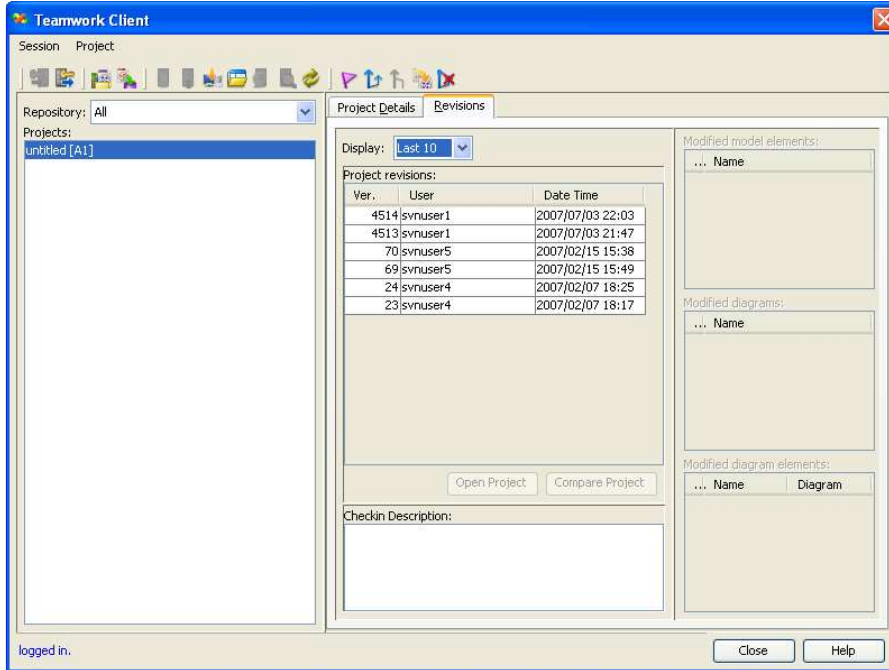 Teamwork Client
Session Project
Repository: All
Projects:
untitled [A1]
Project Details Revisions
Display: Last 10
Project revisions:
Ver. User Date Time
4514 svnuser1 2007/07/03 22:03
4513 svnuser1 2007/07/03 21:47
70 svnuser5 2007/02/15 15:38
69 svnuser5 2007/02/15 15:49
24 svnuser4 2007/02/07 18:25
23 svnuser4 2007/02/07 18:17
Open Project Compare Project
Checkin Description:
Modified model elements:
... Name
Modified diagrams:
... Name
Modified diagram elements:
... Name Diagram
logged in.
Close Help